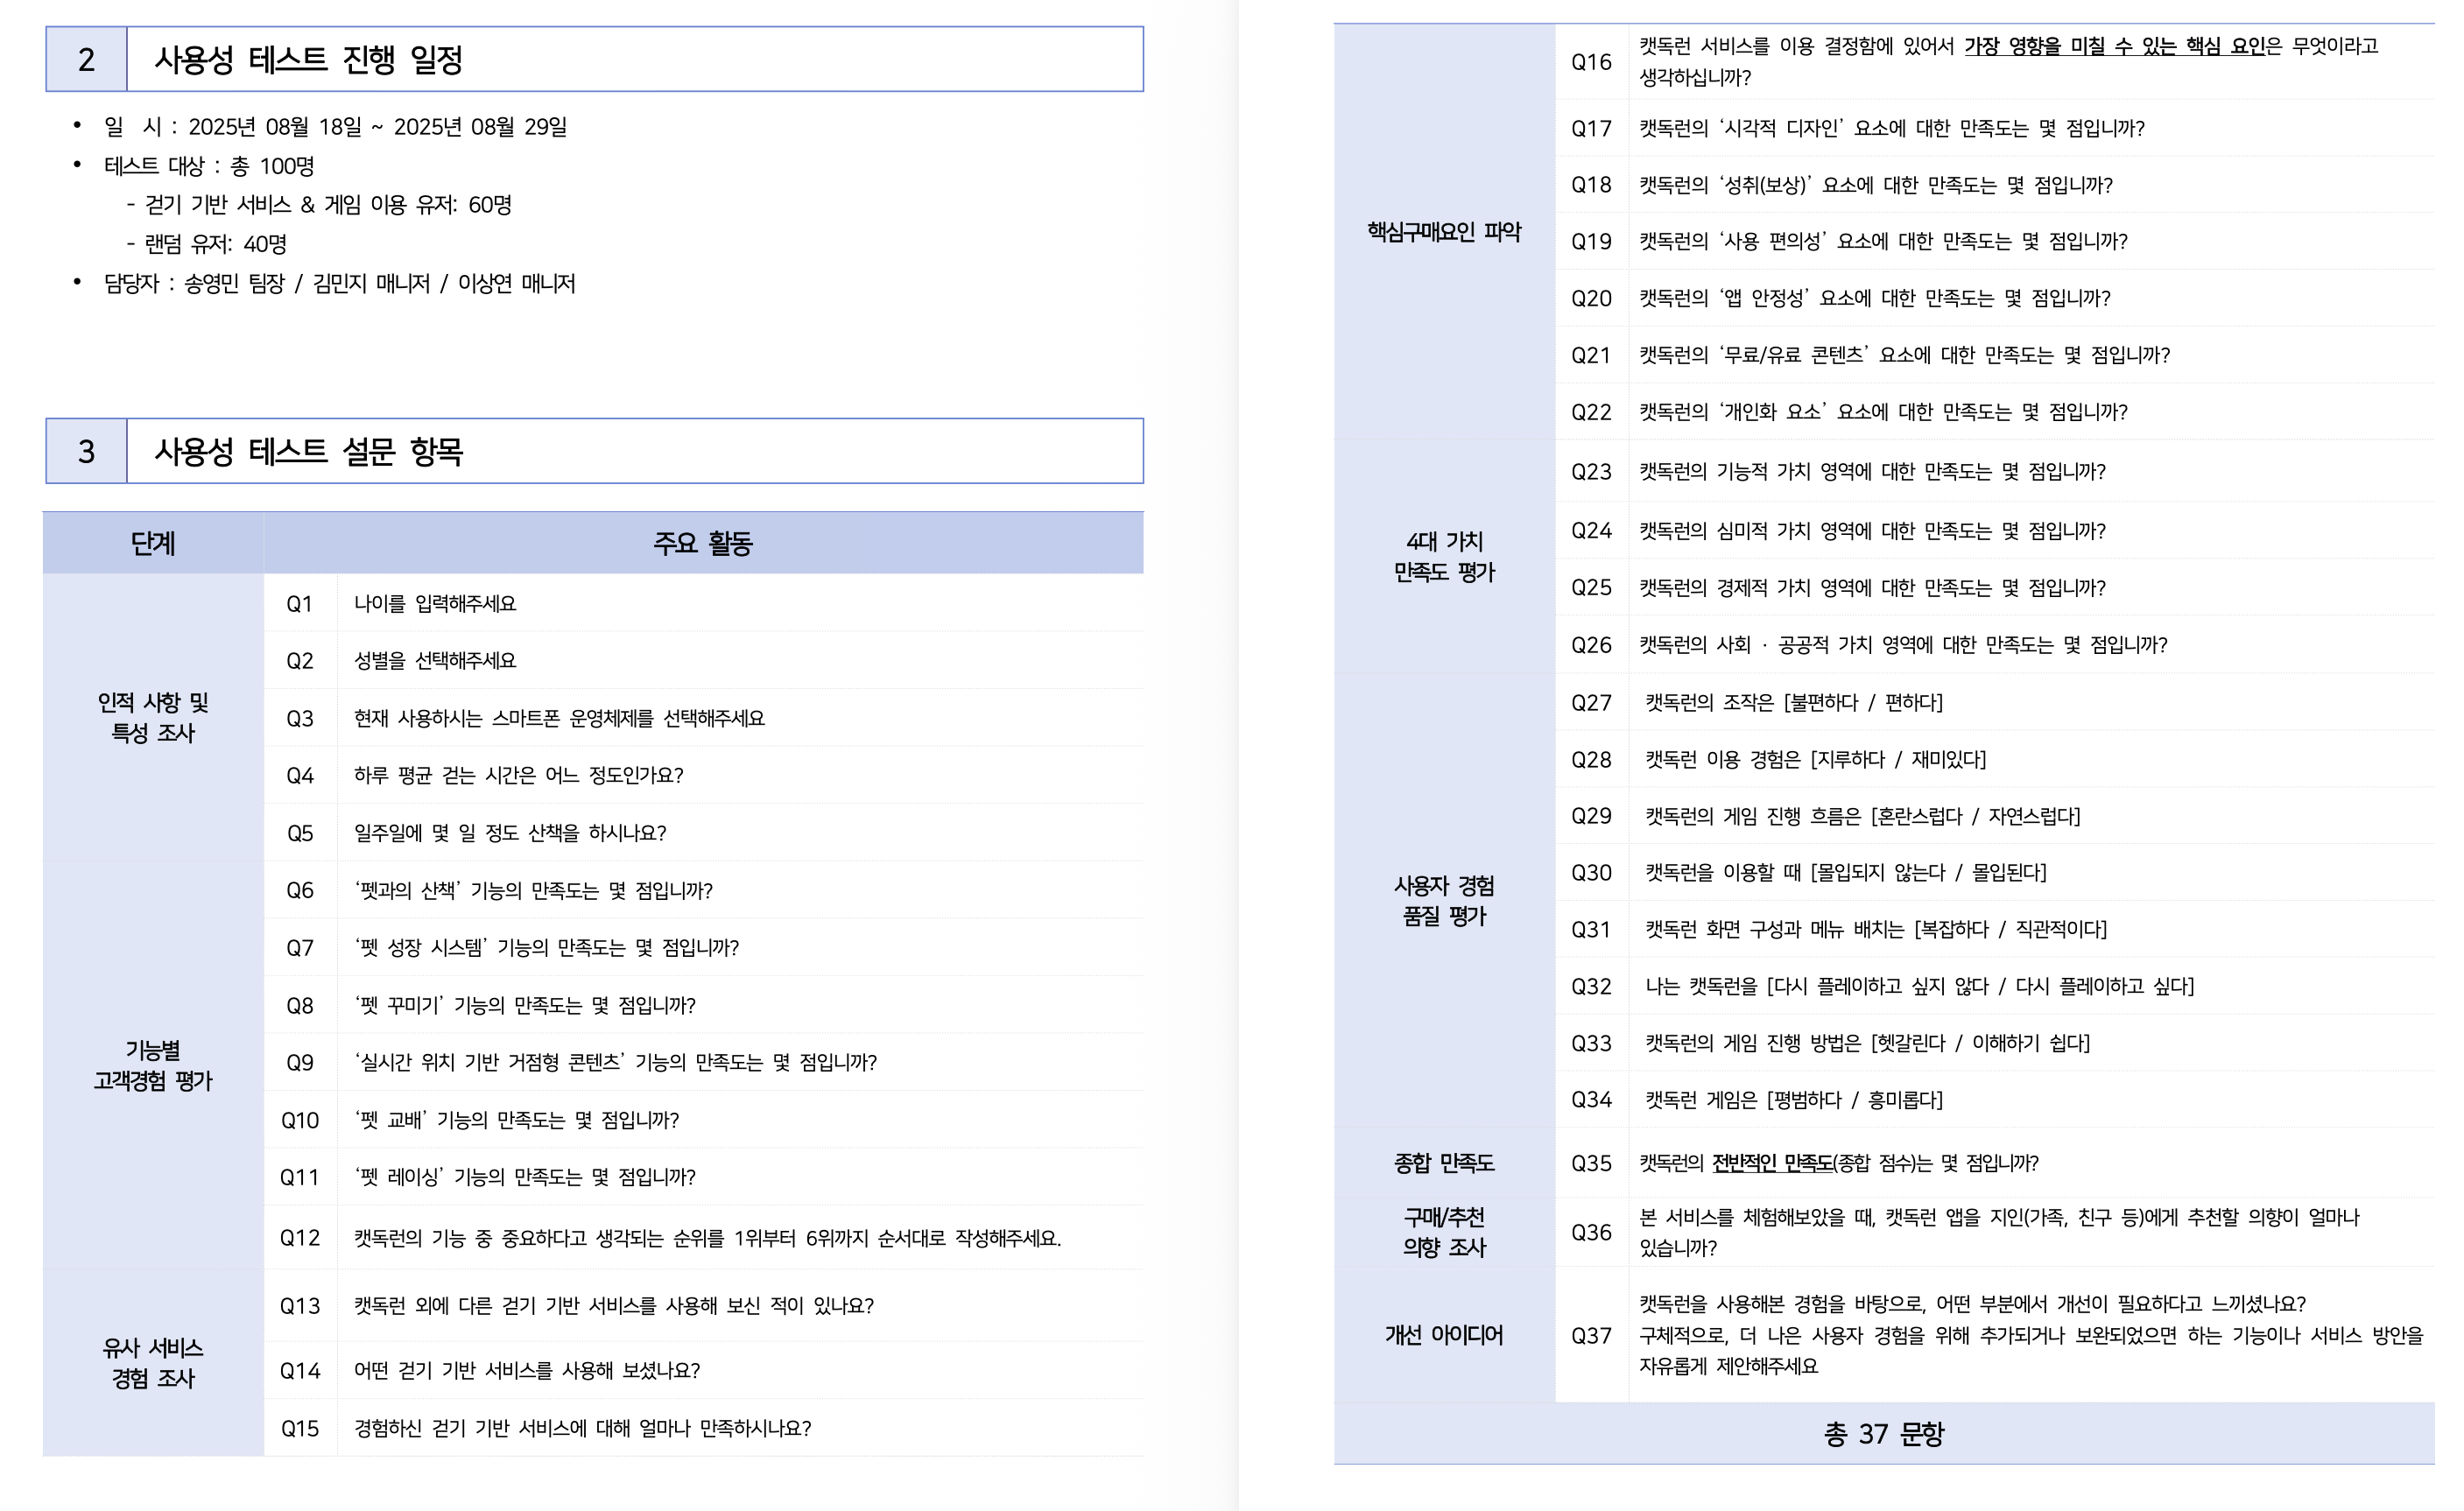 2 사용성 테스트 진행 일정
• 일 시 : 2025년 08월 18일 ~ 2025년 08월 29일
• 테스트 대상 : 총 100명
- 걷기 기반 서비스 & 게임 이용 유저: 60명
- 랜덤 유저: 40명
• 담당자 : 송영민 팀장 / 김민지 매니저 / 이상연 매니저
3 사용성 테스트 설문 항목
단계 주요 활동
인적 사항 및
특성 조사
Q1 나이를 입력해주세요
Q2 성별을 선택해주세요
Q3 현재 사용하시는 스마트폰 운영체제를 선택해주세요
Q4 하루 평균 걷는 시간은 어느 정도인가요?
Q5 일주일에 몇 일 정도 산책을 하시나요?
기능별
고객경험 평가
Q6 ‘펫과의 산책’ 기능의 만족도는 몇 점입니까?
Q7 ‘펫 성장 시스템’ 기능의 만족도는 몇 점입니까?
Q8 ‘펫 꾸미기’ 기능의 만족도는 몇 점입니까?
Q9 ‘실시간 위치 기반 거점형 콘텐츠’ 기능의 만족도는 몇 점입니까?
Q10 ‘펫 교배’ 기능의 만족도는 몇 점입니까?
Q11 ‘펫 레이싱’ 기능의 만족도는 몇 점입니까?
Q12 캣독런의 기능 중 중요하다고 생각되는 순위를 1위부터 6위까지 순서대로 작성해주세요.
유사 서비스
경험 조사
Q13 캣독런 외에 다른 걷기 기반 서비스를 사용해 보신 적이 있나요?
Q14 어떤 걷기 기반 서비스를 사용해 보셨나요?
Q15 경험하신 걷기 기반 서비스에 대해 얼마나 만족하시나요?
핵심구매요인 파악
Q16 캣독런 서비스를 이용 결정함에 있어서 가장 영향을 미칠 수 있는 핵심 요인은 무엇이라고
생각하십니까?
Q17 캣독런의 ‘시각적 디자인’ 요소에 대한 만족도는 몇 점입니까?
Q18 캣독런의 ‘성취(보상)’ 요소에 대한 만족도는 몇 점입니까?
Q19 캣독런의 ‘사용 편의성’ 요소에 대한 만족도는 몇 점입니까?
Q20 캣독런의 ‘앱 안정성’ 요소에 대한 만족도는 몇 점입니까?
Q21 캣독런의 ‘무료/유료 콘텐츠’ 요소에 대한 만족도는 몇 점입니까?
Q22 캣독런의 ‘개인화 요소’ 요소에 대한 만족도는 몇 점입니까?
4대 가치
만족도 평가
Q23 캣독런의 기능적 가치 영역에 대한 만족도는 몇 점입니까?
Q24 캣독런의 심미적 가치 영역에 대한 만족도는 몇 점입니까?
Q25 캣독런의 경제적 가치 영역에 대한 만족도는 몇 점입니까?
Q26 캣독런의 사회 · 공공적 가치 영역에 대한 만족도는 몇 점입니까?
사용자 경험
품질 평가
Q27 캣독런의 조작은 [불편하다 / 편하다]
Q28 캣독런 이용 경험은 [지루하다 / 재미있다]
Q29 캣독런의 게임 진행 흐름은 [혼란스럽다 / 자연스럽다]
Q30 캣독런을 이용할 때 [몰입되지 않는다 / 몰입된다]
Q31 캣독런 화면 구성과 메뉴 배치는 [복잡하다 / 직관적이다]
Q32 나는 캣독런을 [다시 플레이하고 싶지 않다 / 다시 플레이하고 싶다]
Q33 캣독런의 게임 진행 방법은 [헷갈린다 / 이해하기 쉽다]
Q34 캣독런 게임은 [평범하다 / 흥미롭다]
종합 만족도 Q35 캣독런의 전반적인 만족도(종합 점수)는 몇 점입니까?
구매/추천
의향 조사
Q36 본 서비스를 체험해보았을 때, 캣독런 앱을 지인(가족, 친구 등)에게 추천할 의향이 얼마나
있습니까?
개선 아이디어
Q37 캣독런을 사용해본 경험을 바탕으로, 어떤 부분에서 개선이 필요하다고 느끼셨나요?
구체적으로, 더 나은 사용자 경험을 위해 추가되거나 보완되었으면 하는 기능이나 서비스 방안을
자유롭게 제안해주세요
총 37 문항